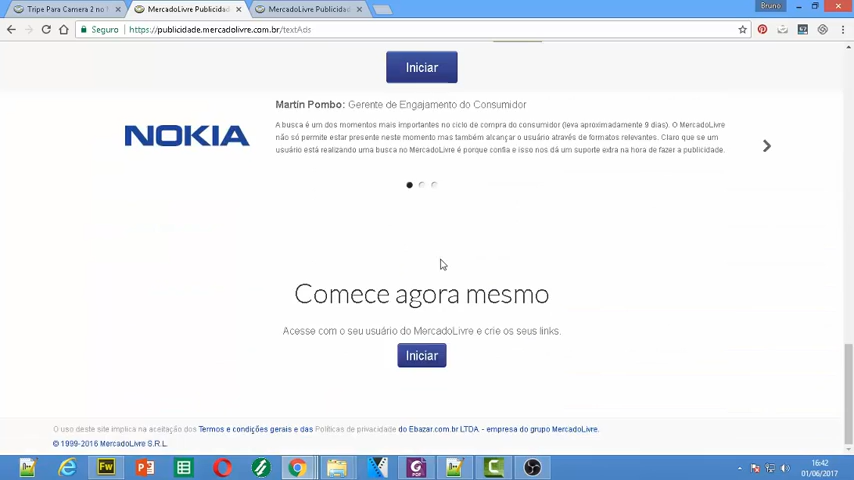 Bruno
Tripe Para Camera 2 no M
MercadoLivre Publicidad
MercadoLivre Publicidad
Seguro
https://publicidade.mercadolivre.com.br/textAds
Iniciar
Martín Pombo: Gerente de Engajamento do Consumidor
NOKIA
A busca é um dos momentos mais importantes no ciclo de compra do consumidor (leva aproximadamente 9 dias). O MercadoLivre
não só permite estar presente neste momento mas também alcançar o usuário através de formatos relevantes. Claro que se um
usuário está realizando uma busca no MercadoLivre é porque confia e isso nos dá um suporte extra na hora de fazer a publicidade.
Comece agora mesmo
Acesse com o seu usuário do MercadoLivre e crie os seus links.
Iniciar
O uso deste site implica na aceitação dos Termos e condições gerais e das Políticas de privacidade do Ebazar.com.br LTDA. - empresa do grupo MercadoLivre.
© 1999-2016 MercadoLivre S.R.L.
Fw
PDF
16:42
01/06/2017